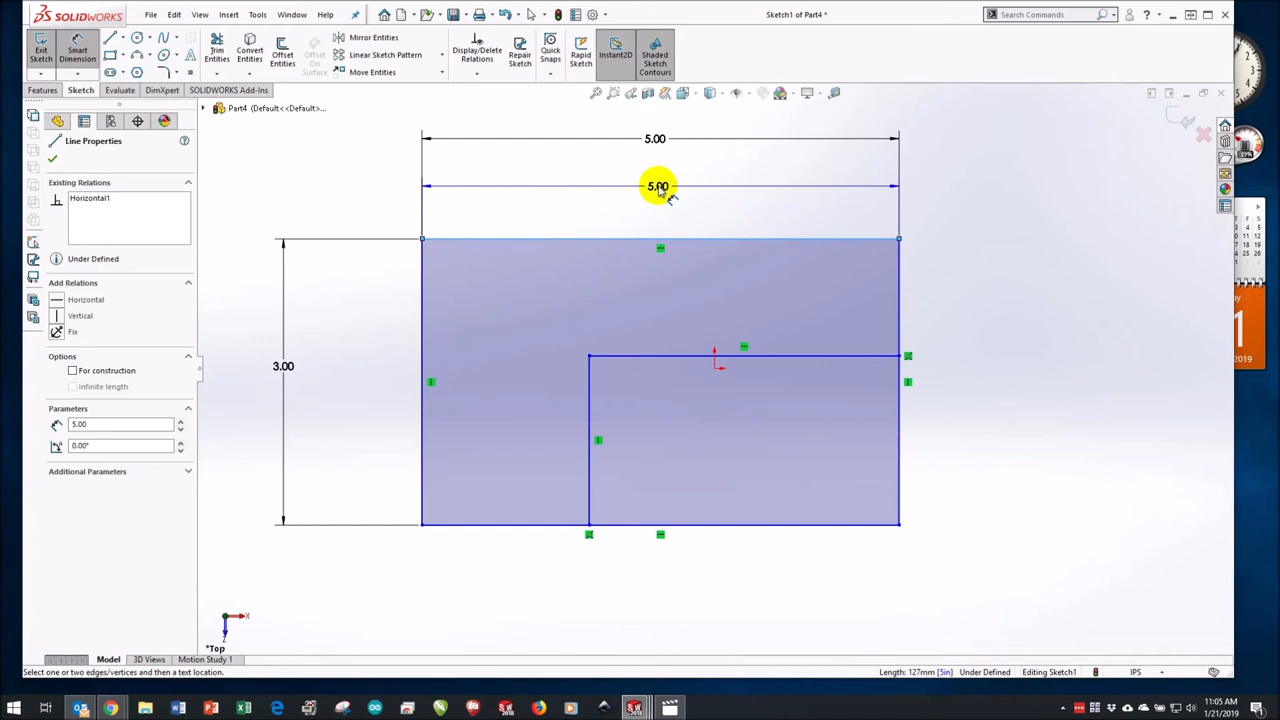 SOLIDWORKS
File Edit View Insert Tools Window Help
Sketch1 of Part4 *
Search Commands
Exit Sketch
Smart Dimension
Trim Entities
Convert Entities
Offset Entities
Offset On Surface
Mirror Entities
Linear Sketch Pattern
Move Entities
Display/Delete Relations
Repair Sketch
Quick Snaps
Rapid Sketch
Instant2D
Shaded Sketch Contours
Features Sketch Evaluate DimXpert SOLIDWORKS Add-Ins
Part4 (Default<<Default>...
Line Properties
Existing Relations
Horizontal1
Under Defined
Add Relations
Horizontal
Vertical
Fix
Options
For construction
Infinite length
Parameters
5.00
0.00°
Additional Parameters
5.00
5.00
3.00
X
Z
*Top
Model 3D Views Motion Study 1
Select one or two edges/vertices and then a text location.
Length: 127mm [5in] Under Defined Editing Sketch1 IPS
27%
2019
11:05 AM
1/21/2019